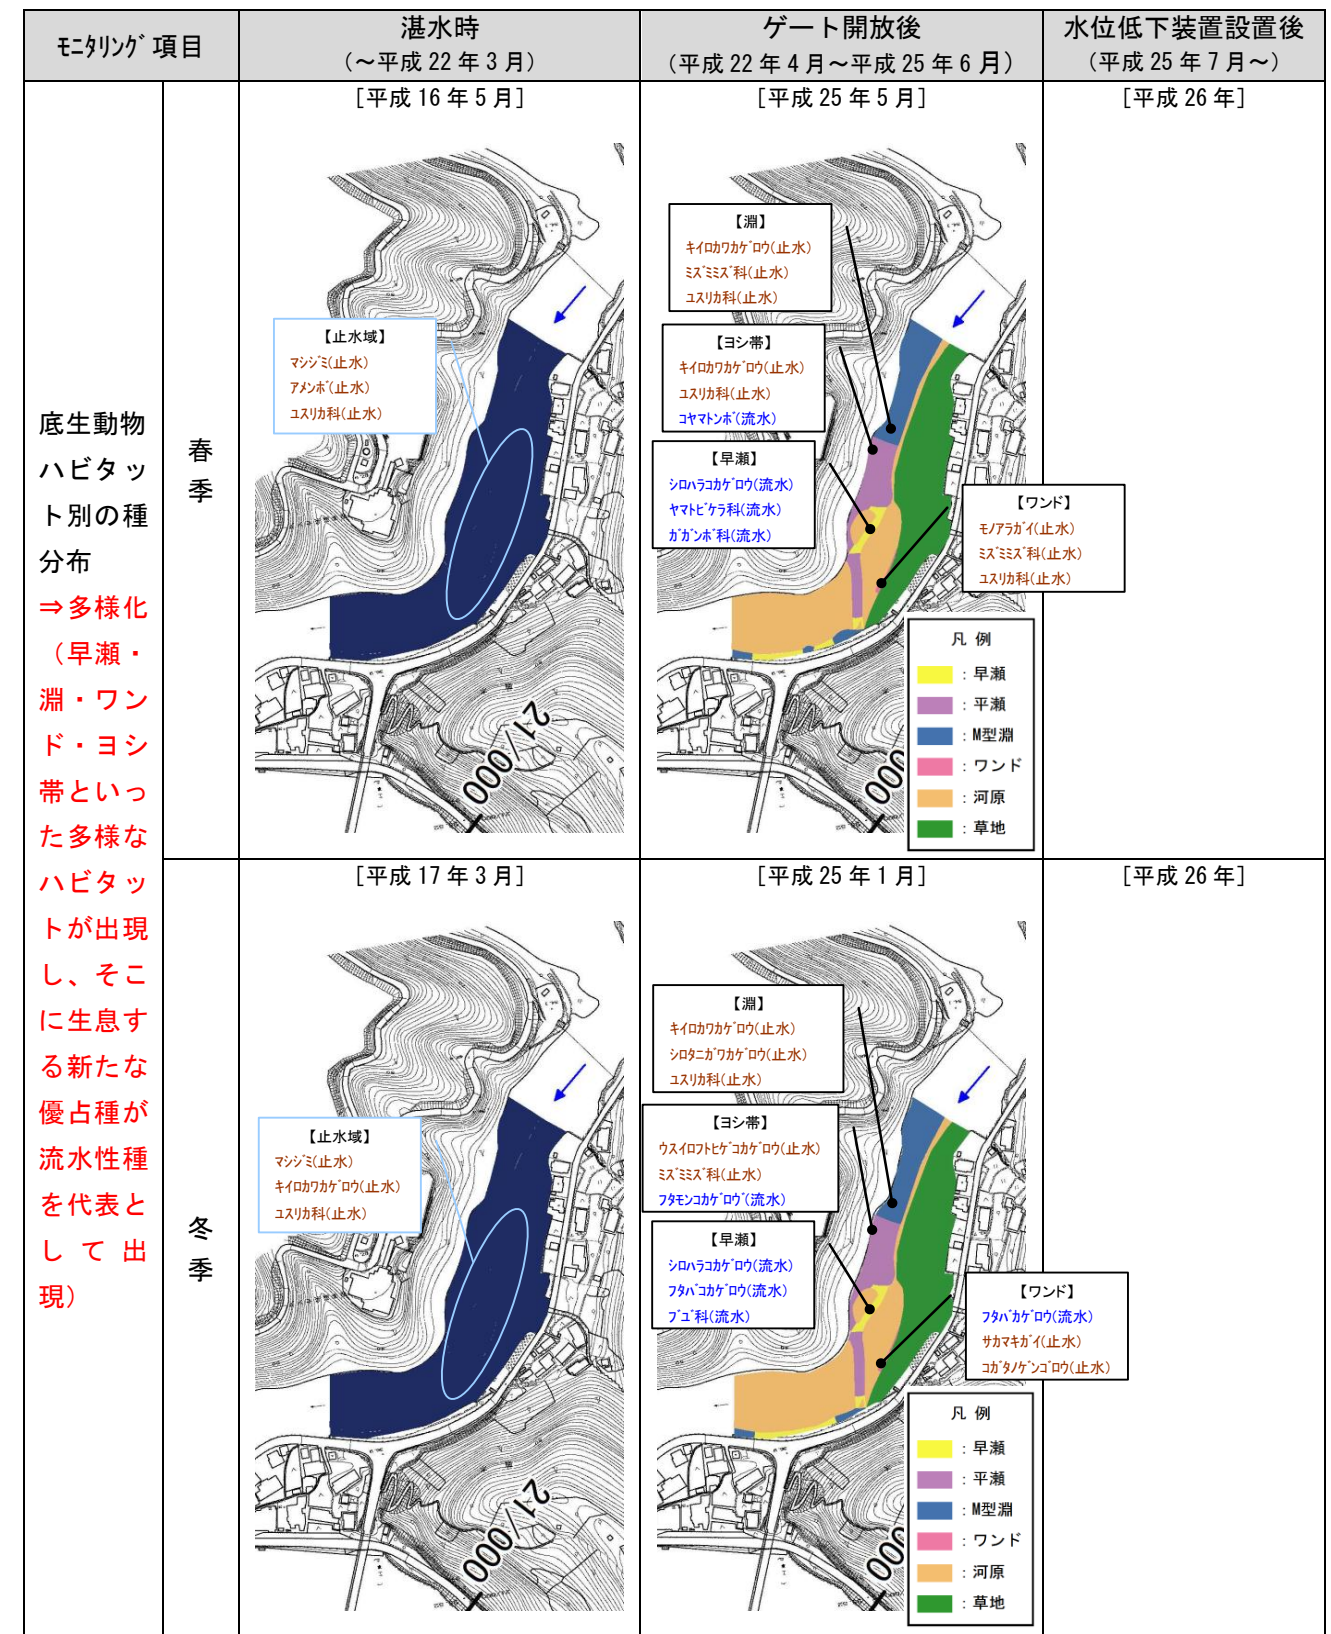 ﾓﾆﾀﾘﾝｸﾞ項目
湛水時
（～平成 22 年 3 月）
ゲート開放後
（平成 22 年 4 月～平成 25 年 6 月）
水位低下装置設置後
（平成 25 年 7 月～）
底生動物
ハビタッ
ト別の種
分布
⇒多様化
（早瀬・
淵・ワン
ド・ヨシ
帯といっ
た多様な
ハビタッ
トが出現
し、そこ
に生息す
る新たな
優占種が
流水性種
を代表と
して出
現）
春
季
［平成 16 年 5 月］
【止水域】
ﾏｼｼﾞﾐ(止水)
ｱﾒﾝﾎﾞ(止水)
ﾕｽﾘｶ科(止水)
21/000
［平成 25 年 5 月］
【淵】
ｷｲﾛｶﾜｶｹﾞﾛｳ(止水)
ﾐｽﾞﾐﾐｽﾞ科(止水)
ﾕｽﾘｶ科(止水)
【ヨシ帯】
ｷｲﾛｶﾜｶｹﾞﾛｳ(止水)
ﾕｽﾘｶ科(止水)
ｺﾔﾏﾄﾝﾎﾞ(流水)
【早瀬】
ｼﾛﾊﾗｺｶｹﾞﾛｳ(流水)
ﾔﾏﾄﾋﾞｹﾗ科(流水)
ｶﾞｶﾞﾝﾎﾞ科(流水)
【ワンド】
ﾓﾉｱﾗｶﾞｲ(止水)
ﾐｽﾞﾐﾐｽﾞ科(止水)
ﾕｽﾘｶ科(止水)
凡 例
：早瀬
：平瀬
：M型淵
：ワンド
：河原
：草地
00
［平成 26 年］
冬
季
［平成 17 年 3 月］
【止水域】
ﾏｼｼﾞﾐ(止水)
ｷｲﾛｶﾜｶｹﾞﾛｳ(止水)
ﾕｽﾘｶ科(止水)
21/000
［平成 25 年 1 月］
【淵】
ｷｲﾛｶﾜｶｹﾞﾛｳ(止水)
ｼﾛﾀﾆｶﾞﾜｶｹﾞﾛｳ(止水)
ﾕｽﾘｶ科(止水)
【ヨシ帯】
ｳｽｲﾛﾌﾄﾋｹﾞｺｶｹﾞﾛｳ(止水)
ﾐｽﾞﾐﾐｽﾞ科(止水)
ﾌﾀﾓﾝｺｶｹﾞﾛｳﾞ(流水)
【早瀬】
ｼﾛﾊﾗｺｶｹﾞﾛｳ(流水)
ﾌﾀﾊﾞｺｶｹﾞﾛｳ(流水)
ﾌﾞﾕ科(流水)
【ワンド】
ﾌﾀﾊﾞｶｹﾞﾛｳ(流水)
ｻｶﾏｷｶﾞｲ(止水)
ｺｶﾞﾀﾉｹﾞﾝｺﾞﾛｳ(止水)
凡 例
：早瀬
：平瀬
：M型淵
：ワンド
：河原
：草地
00
［平成 26 年］